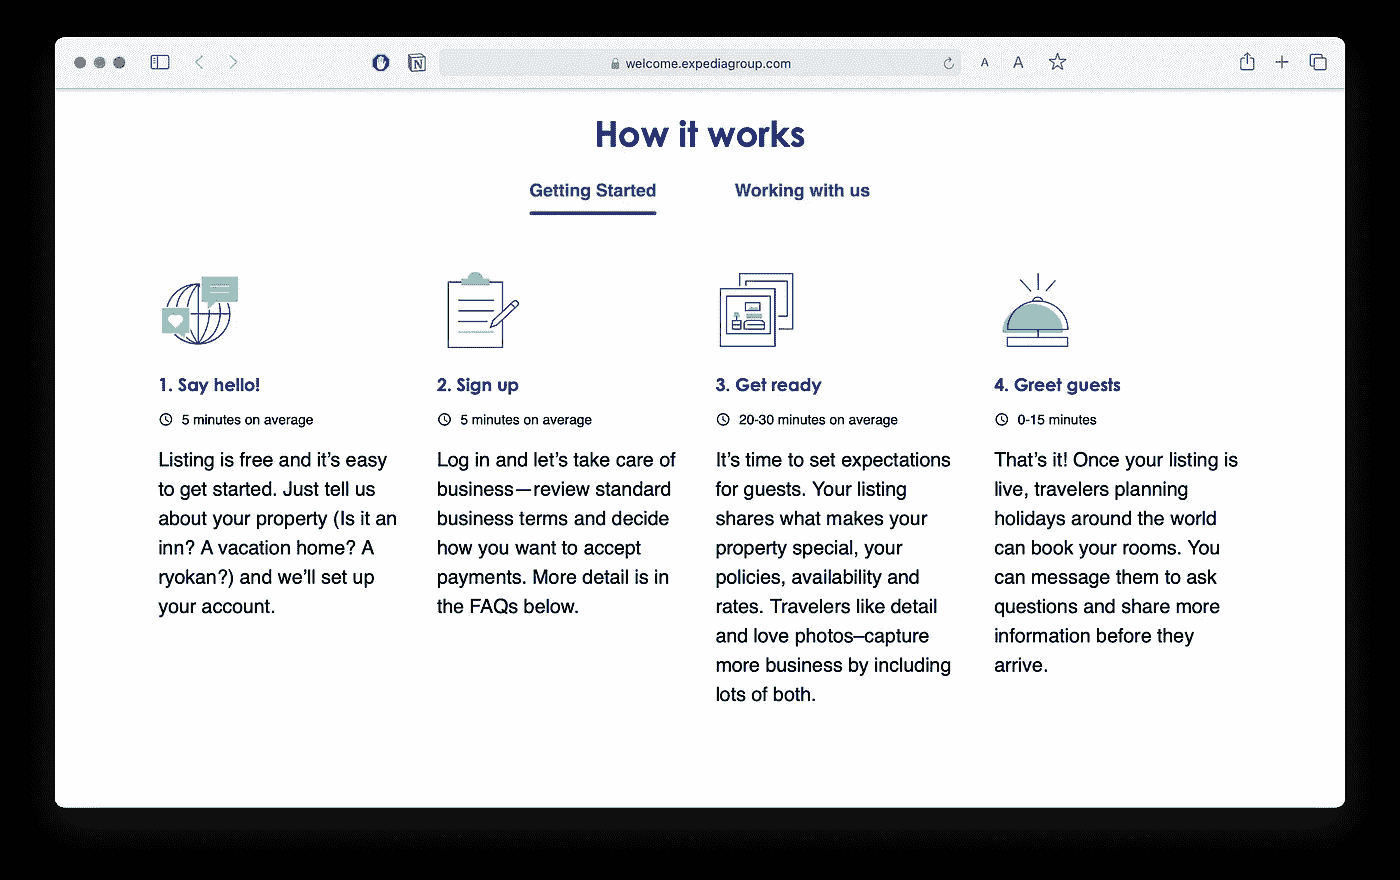 welcome.expediagroup.com
A
A
How it works
Getting Started
Working with us
1. Say hello!
5 minutes on average
Listing is free and it’s easy
to get started. Just tell us
about your property (Is it an
inn? A vacation home? A
ryokan?) and we’ll set up
your account.
2. Sign up
5 minutes on average
Log in and let’s take care of
business—review standard
business terms and decide
how you want to accept
payments. More detail is in
the FAQs below.
3. Get ready
20-30 minutes on average
It’s time to set expectations
for guests. Your listing
shares what makes your
property special, your
policies, availability and
rates. Travelers like detail
and love photos–capture
more business by including
lots of both.
4. Greet guests
0-15 minutes
That’s it! Once your listing is
live, travelers planning
holidays around the world
can book your rooms. You
can message them to ask
questions and share more
information before they
arrive.